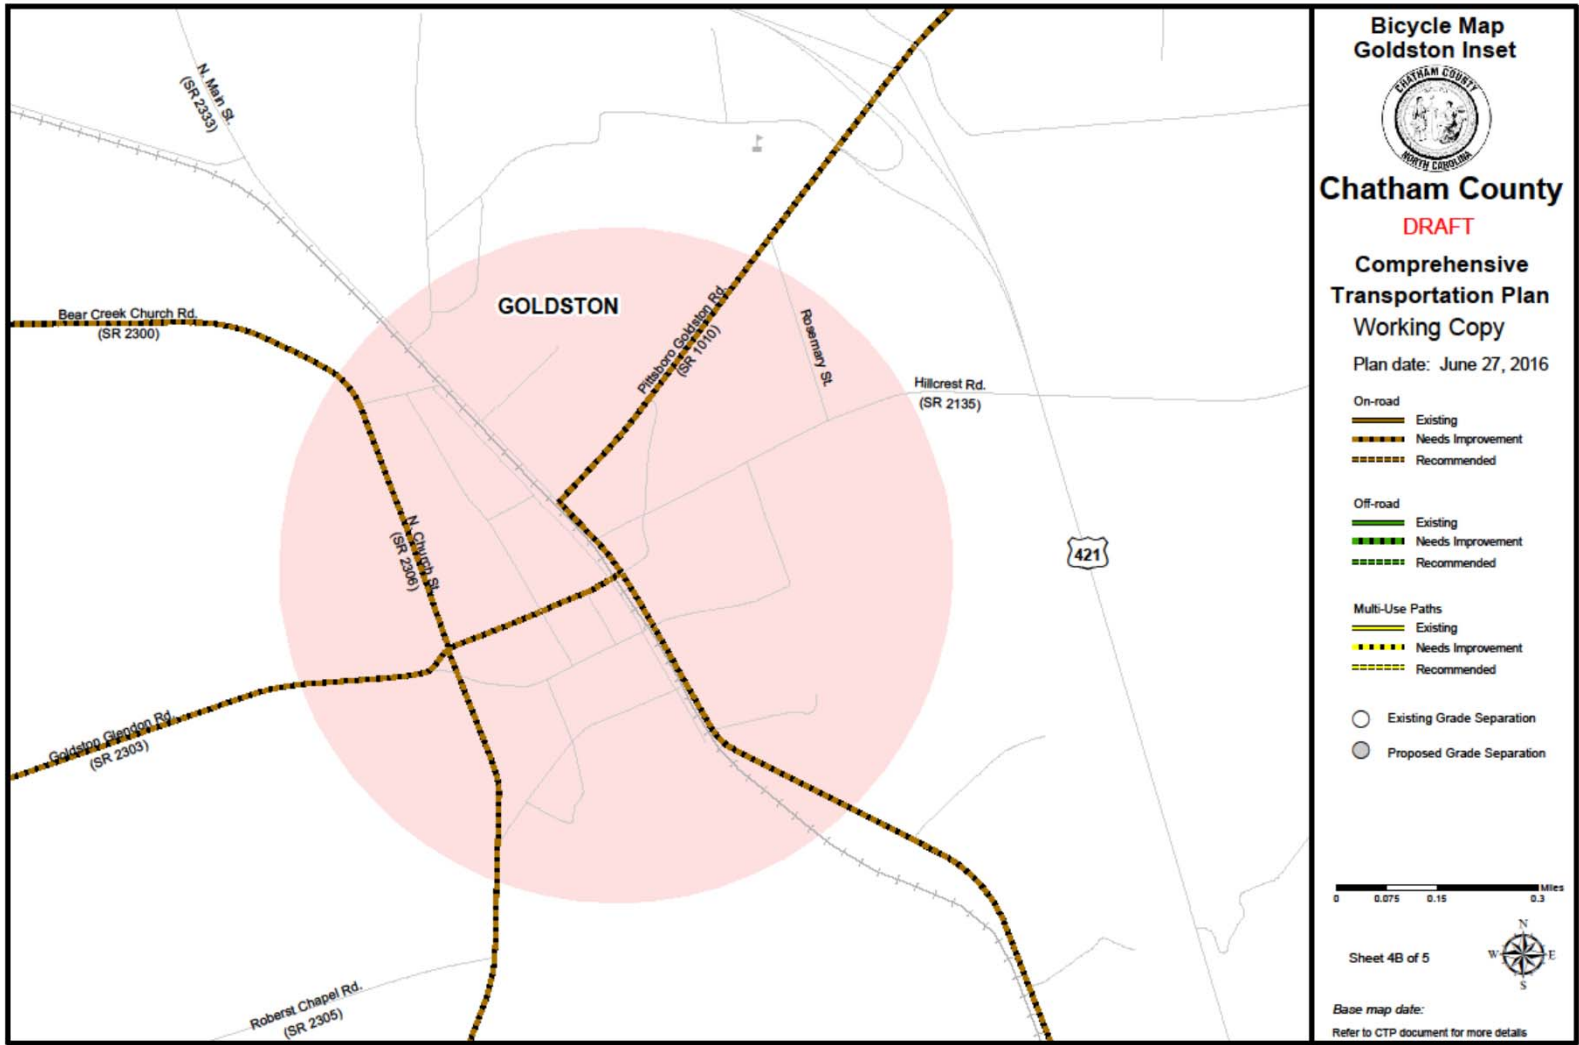 N. Main St.
(SR 2333)
GOLDSTON
Bear Creek Church Rd.
(SR 2300)
Pittsboro Goldston Rd.
(SR 1010)
Rosemary St.
Hillcrest Rd.
(SR 2135)
N. Church St.
(SR 2306)
421
Goldston Glendon Rd.
(SR 2303)
Roberst Chapel Rd.
(SR 2305)
Bicycle Map
Goldston Inset
CHATHAM COUNTY
NORTH CAROLINA
Chatham County
DRAFT
Comprehensive
Transportation Plan
Working Copy
Plan date: June 27, 2016
On-road
Existing
Needs Improvement
Recommended
Off-road
Existing
Needs Improvement
Recommended
Multi-Use Paths
Existing
Needs Improvement
Recommended
Existing Grade Separation
Proposed Grade Separation
Miles
0 0.075 0.15 0.3
Sheet 4B of 5
N
W E
S
Base map date:
Refer to CTP document for more details